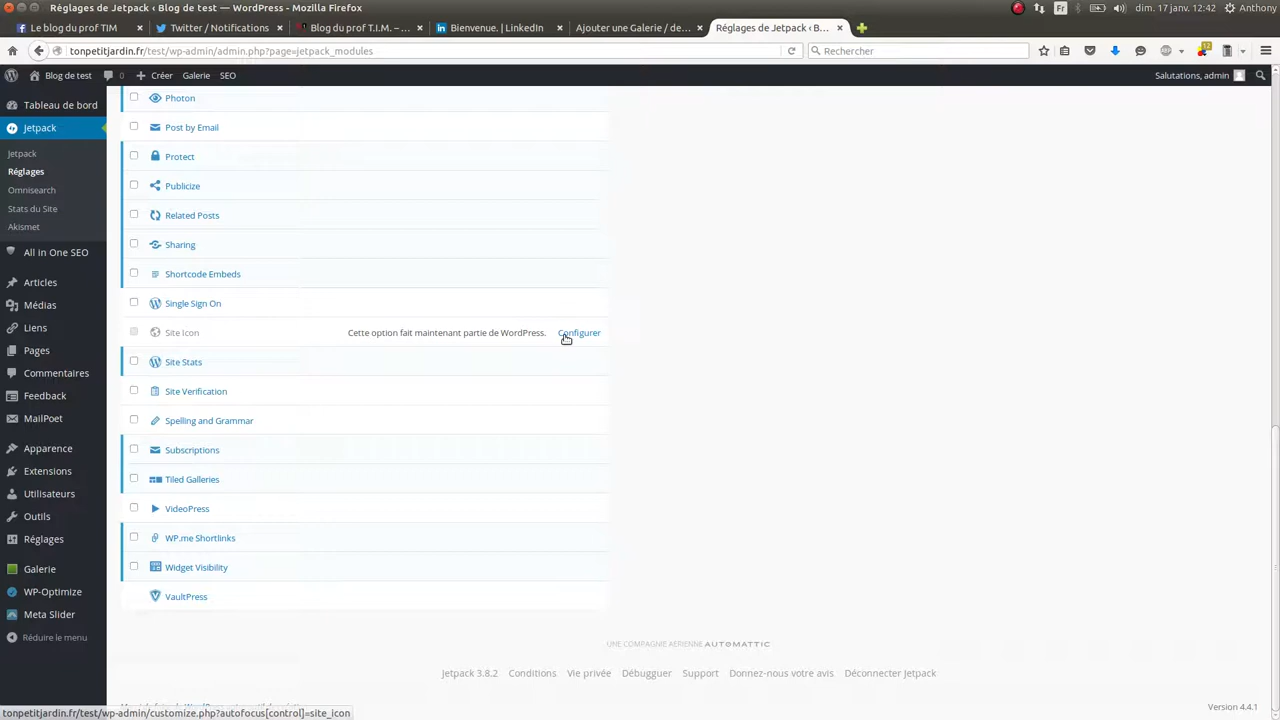 Réglages de Jetpack ‹ Blog de test — WordPress - Mozilla Firefox
Fr dim. 17 janv. 12:42 Anthony
Le blog du prof TIM × Twitter / Notifications × Blog du prof T.I.M. – ... × Bienvenue. | LinkedIn × Ajouter une Galerie / de... × Réglages de Jetpack ‹ B... ×
tonpetitjardin.fr/test/wp-admin/admin.php?page=jetpack_modules Rechercher
Blog de test 0 Créer Galerie SEO Salutations, admin
Tableau de bord
Jetpack
Jetpack
Réglages
Omnisearch
Stats du Site
Akismet
All in One SEO
Articles
Médias
Liens
Pages
Commentaires
Feedback
MailPoet
Apparence
Extensions
Utilisateurs
Outils
Réglages
Galerie
WP-Optimize
Meta Slider
Réduire le menu
Photon
Post by Email
Protect
Publicize
Related Posts
Sharing
Shortcode Embeds
Single Sign On
Site Icon Cette option fait maintenant partie de WordPress. Configurer
Site Stats
Site Verification
Spelling and Grammar
Subscriptions
Tiled Galleries
VideoPress
WP.me Shortlinks
Widget Visibility
VaultPress
UNE COMPAGNIE AÉRIENNE AUTOMATTIC
Jetpack 3.8.2 Conditions Vie privée Débugguer Support Donnez-nous votre avis Déconnecter Jetpack
Version 4.4.1
tonpetitjardin.fr/test/wp-admin/customize.php?autofocus[control]=site_icon